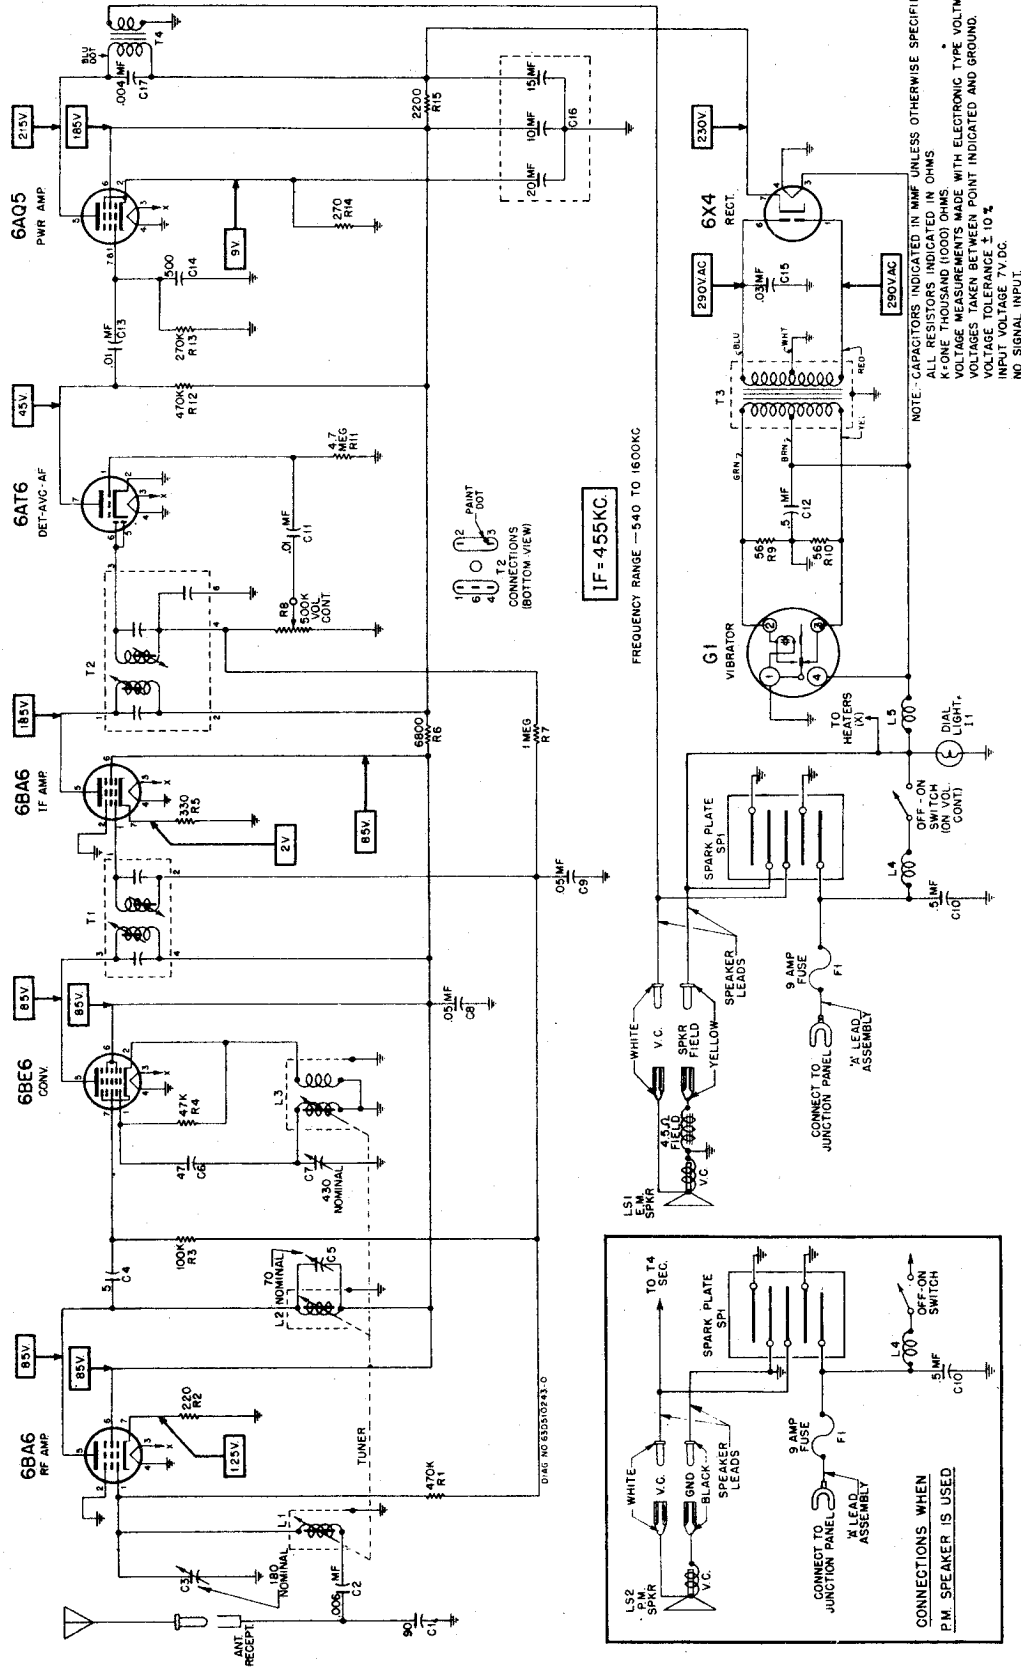 6BA6
RF AMP.
6BE6
CONV.
6BA6
IF AMP.
6AT6
DET-AVC-AF
6AQ5
PWR AMP.
85V.
85V.
85V.
85V.
185V.
45V.
215V.
185V.
1.25V.
2V
85V.
9V.
ANT. RECEPT.
90
C1
.006 MF
C2
C3
180 NOMINAL
L1
470K
R1
220
R2
TUNER
5
C4
100K
R3
L2
70 NOMINAL
C5
47
C6
47K
R4
C7
430 NOMINAL
L3
.05 MF
C8
T1
330
R5
.05 MF
C9
6800
R6
1 MEG
R7
T2
R8
500K
VOL
CONT
.01 MF
C11
4.7
MEG
R11
470K
R12
.01 MF
C13
270K
R13
500
C14
270
R14
2200
R15
20 MF
10 MF
15 MF
C16
.004 MF
C17
BLU
DOT
T4
PAINT
DOT
T2
CONNECTIONS
(BOTTOM VIEW)
DIAG. NO. 63D510243-O
IF = 455KC.
FREQUENCY RANGE — 540 TO 1600KC
LS1
E.M.
SPKR
V.C.
4.5Ω
FIELD
WHITE
V.C.
SPKR
FIELD
YELLOW
SPEAKER
LEADS
CONNECT TO
JUNCTION PANEL
"A" LEAD
ASSEMBLY
9 AMP
FUSE
F1
SPARK PLATE
SP1
.5 MF
C10
L4
OFF-ON
SWITCH
(ON VOL.
CONT)
DIAL
LIGHT,
I1
L5
TO
HEATERS
(X)
G1
VIBRATOR
1
2
3
4
56
R9
56
R10
.5 MF
C12
GRN
BRN
YEL
T3
BLU
WHT
RED
.03 MF
C15
290V.AC
290V.AC
6X4
RECT.
230V.
NOTE:- CAPACITORS INDICATED IN MMF UNLESS OTHERWISE SPECIFI
ALL RESISTORS INDICATED IN OHMS
K=ONE THOUSAND (1000) OHMS.
VOLTAGE MEASUREMENTS MADE WITH ELECTRONIC TYPE VOLTM
VOLTAGES TAKEN BETWEEN POINT INDICATED AND GROUND.
VOLTAGE TOLERANCE ± 10 %
INPUT VOLTAGE 7V. DC.
NO SIGNAL INPUT.
LS2
P.M.
SPKR
V.C.
WHITE
V.C.
GND
BLACK
SPEAKER
LEADS
TO T4
SEC.
CONNECT TO
JUNCTION PANEL
"A" LEAD
ASSEMBLY
9 AMP
FUSE
F1
SPARK PLATE
SP1
.5 MF
C10
L4
OFF-ON
SWITCH
CONNECTIONS WHEN
P.M. SPEAKER IS USED